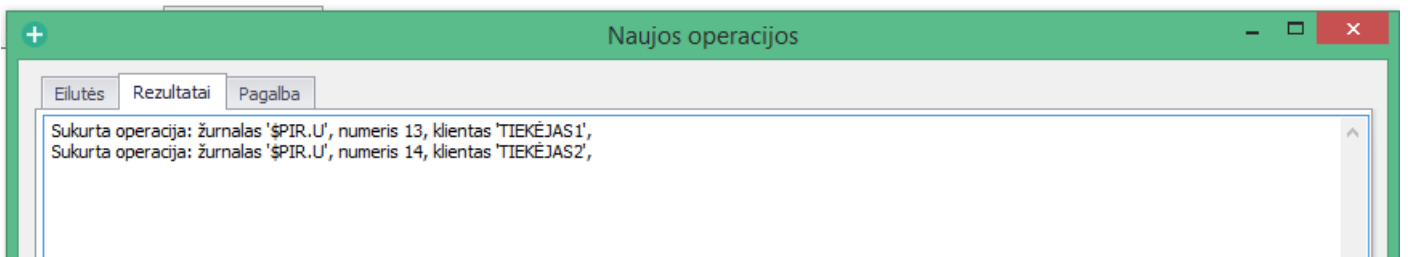 Naujos operacijos
Eilutės Rezultatai Pagalba
Sukurta operacija: žurnalas '$PIR.U', numeris 13, klientas 'TIEKĖJAS1',
Sukurta operacija: žurnalas '$PIR.U', numeris 14, klientas 'TIEKĖJAS2',